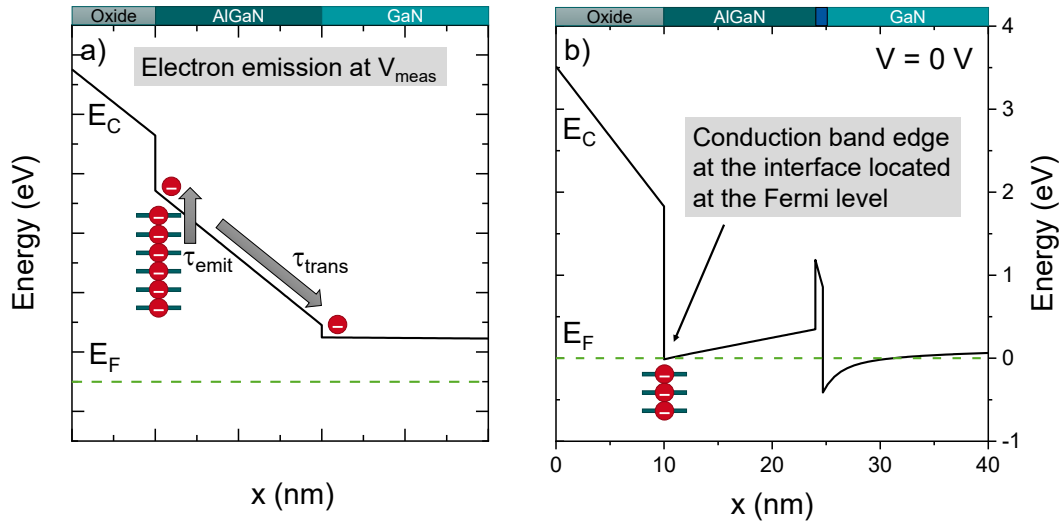 Oxide AlGaN GaN
a)
Electron emission at V_meas
E_C
τ_emit
τ_trans
E_F
Energy (eV)
x (nm)
Oxide AlGaN GaN
b)
V = 0 V
E_C
Conduction band edge
at the interface located
at the Fermi level
E_F
4
3
2
1
0
-1
Energy (eV)
0 10 20 30 40
x (nm)